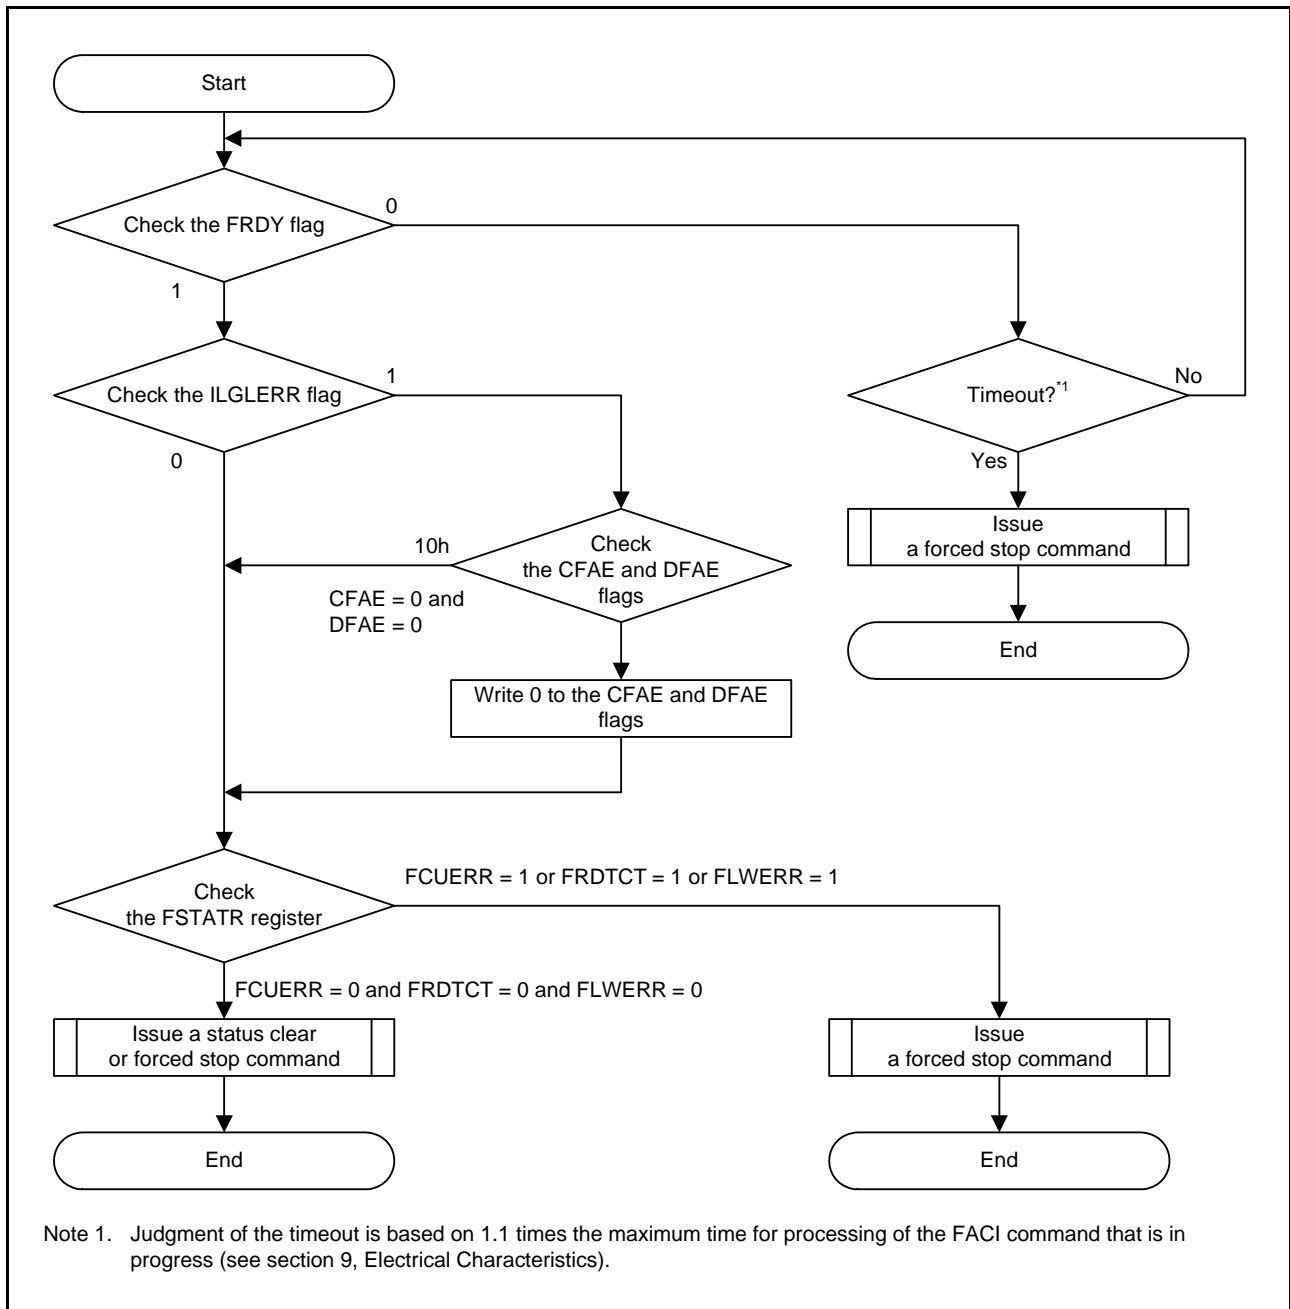 Start
Check the FRDY flag
0
1
Check the ILGLERR flag
1
0
Timeout?*1
No
Yes
Issue
a forced stop command
End
Check
the CFAE and DFAE
flags
10h
CFAE = 0 and
DFAE = 0
Write 0 to the CFAE and DFAE
flags
Check
the FSTATR register
FCUERR = 1 or FRDTCT = 1 or FLWERR = 1
FCUERR = 0 and FRDTCT = 0 and FLWERR = 0
Issue a status clear
or forced stop command
End
Issue
a forced stop command
End
Note 1. Judgment of the timeout is based on 1.1 times the maximum time for processing of the FACI command that is in
progress (see section 9, Electrical Characteristics).